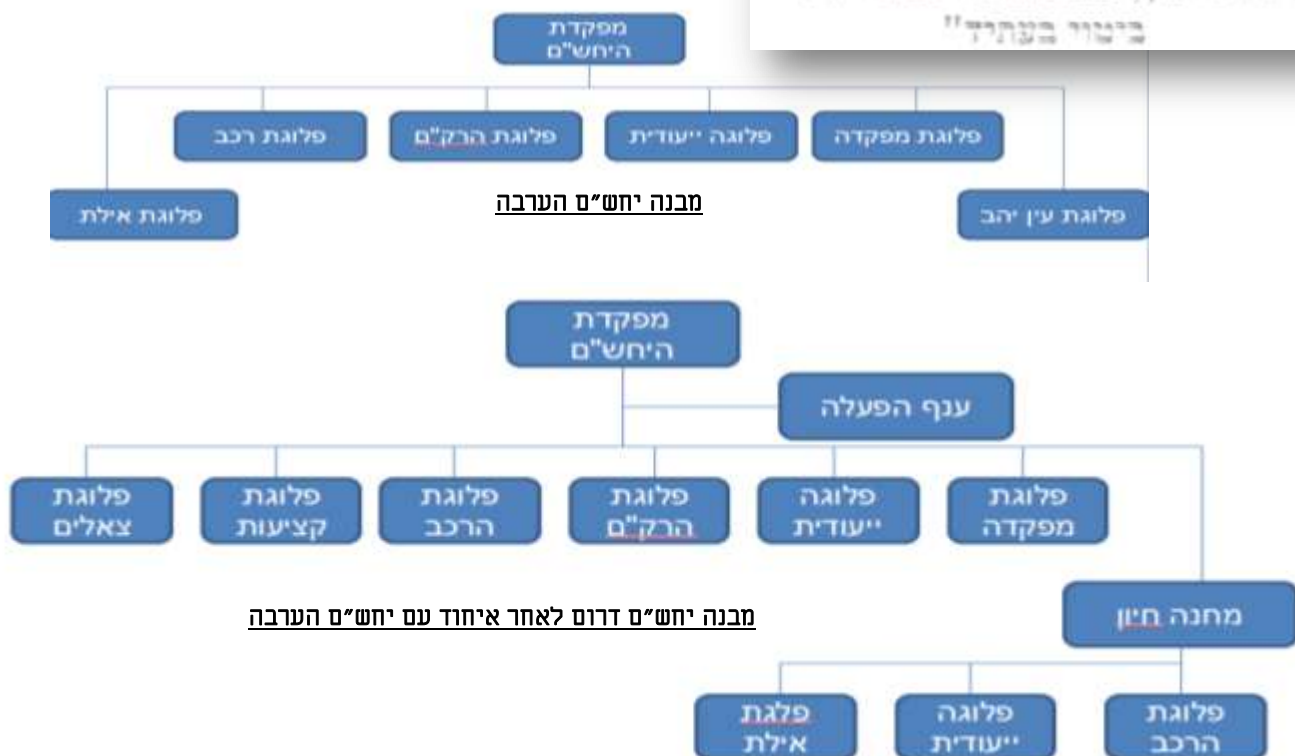 ביטוי בעתיד"
מפקדת
היחש"ם
פלוגת מפקדה
פלוגה ייעודית
פלוגת הרק"ם
פלוגת רכב
פלוגת עין יהב
פלוגת אילת
מבנה יחש״ם הערבה
מפקדת
היחש"ם
ענף הפעלה
פלוגת
מפקדה
פלוגה
ייעודית
פלוגת
הרק"ם
פלוגת
הרכב
פלוגת
קציעות
פלוגת
צאלים
מחנה חיון
מבנה יחש״ם דרום לאחר איחוד עם יחש״ם הערבה
פלוגת
הרכב
פלוגה
ייעודית
פלגת
אילת